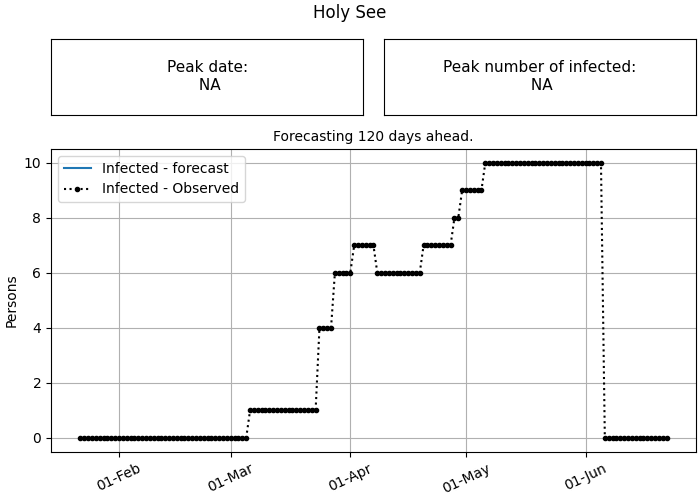 Holy See
Peak date:
NA
Peak number of infected:
NA
Forecasting 120 days ahead.
Infected - forecast
Infected - Observed
Persons
10
8
6
4
2
0
01-Feb
01-Mar
01-Apr
01-May
01-Jun